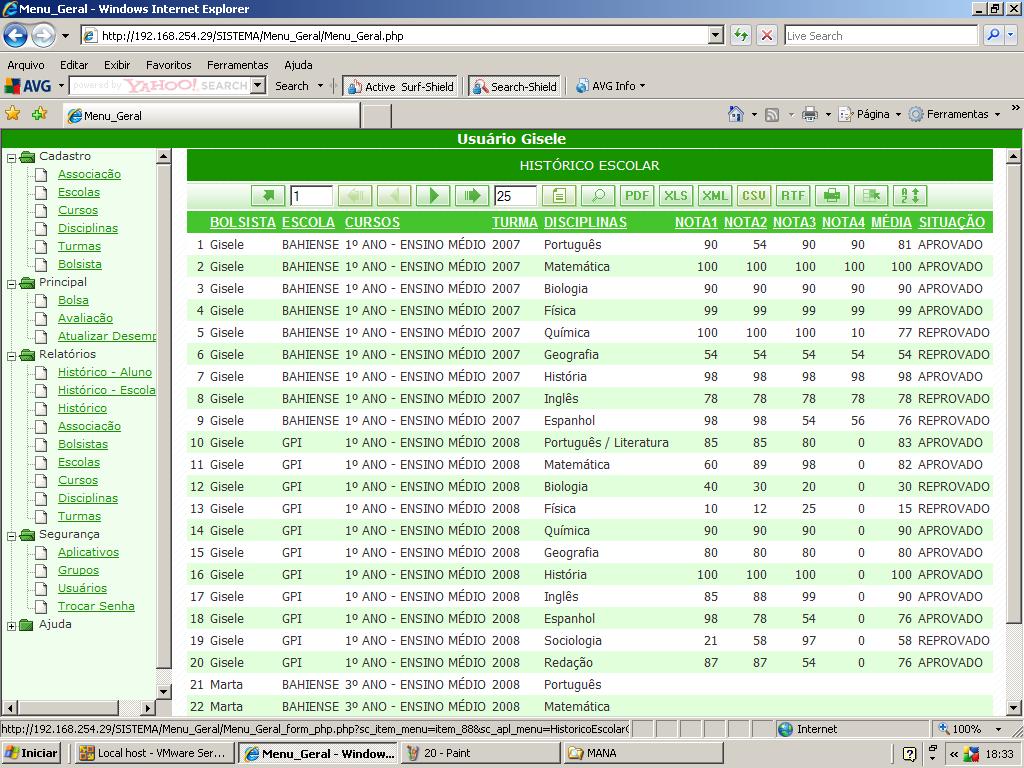 Menu_Geral - Windows Internet Explorer
http://192.168.254.29/SISTEMA/Menu_Geral/Menu_Geral.php Live Search
Arquivo Editar Exibir Favoritos Ferramentas Ajuda
AVG powered by YAHOO! SEARCH Search Active Surf-Shield Search-Shield AVG Info
Menu_Geral Página Ferramentas
Usuário Gisele
Cadastro
Associação
Escolas
Cursos
Disciplinas
Turmas
Bolsista
Principal
Bolsa
Avaliação
Atualizar Desemp
Relatórios
Histórico - Aluno
Histórico - Escola
Histórico
Associação
Bolsistas
Escolas
Cursos
Disciplinas
Turmas
Segurança
Aplicativos
Grupos
Usuários
Trocar Senha
Ajuda
HISTÓRICO ESCOLAR
1 25 PDF XLS XML CSV RTF
BOLSISTA ESCOLA CURSOS TURMA DISCIPLINAS NOTA1 NOTA2 NOTA3 NOTA4 MÉDIA SITUAÇÃO
1 Gisele BAHIENSE 1º ANO - ENSINO MÉDIO 2007 Português 90 54 90 90 81 APROVADO
2 Gisele BAHIENSE 1º ANO - ENSINO MÉDIO 2007 Matemática 100 100 100 100 100 APROVADO
3 Gisele BAHIENSE 1º ANO - ENSINO MÉDIO 2007 Biologia 90 90 90 90 90 APROVADO
4 Gisele BAHIENSE 1º ANO - ENSINO MÉDIO 2007 Física 99 99 99 99 99 APROVADO
5 Gisele BAHIENSE 1º ANO - ENSINO MÉDIO 2007 Química 100 100 100 10 77 REPROVADO
6 Gisele BAHIENSE 1º ANO - ENSINO MÉDIO 2007 Geografia 54 54 54 54 54 REPROVADO
7 Gisele BAHIENSE 1º ANO - ENSINO MÉDIO 2007 História 98 98 98 98 98 APROVADO
8 Gisele BAHIENSE 1º ANO - ENSINO MÉDIO 2007 Inglês 78 78 78 78 78 REPROVADO
9 Gisele BAHIENSE 1º ANO - ENSINO MÉDIO 2007 Espanhol 98 98 54 56 76 REPROVADO
10 Gisele GPI 1º ANO - ENSINO MÉDIO 2008 Português / Literatura 85 85 80 0 83 APROVADO
11 Gisele GPI 1º ANO - ENSINO MÉDIO 2008 Matemática 60 89 98 0 82 APROVADO
12 Gisele GPI 1º ANO - ENSINO MÉDIO 2008 Biologia 40 30 20 0 30 REPROVADO
13 Gisele GPI 1º ANO - ENSINO MÉDIO 2008 Física 10 12 25 0 15 REPROVADO
14 Gisele GPI 1º ANO - ENSINO MÉDIO 2008 Química 90 90 90 0 90 APROVADO
15 Gisele GPI 1º ANO - ENSINO MÉDIO 2008 Geografia 80 80 80 0 80 APROVADO
16 Gisele GPI 1º ANO - ENSINO MÉDIO 2008 História 100 100 100 0 100 APROVADO
17 Gisele GPI 1º ANO - ENSINO MÉDIO 2008 Inglês 85 88 99 0 90 APROVADO
18 Gisele GPI 1º ANO - ENSINO MÉDIO 2008 Espanhol 98 78 54 0 76 APROVADO
19 Gisele GPI 1º ANO - ENSINO MÉDIO 2008 Sociologia 21 58 97 0 58 REPROVADO
20 Gisele GPI 1º ANO - ENSINO MÉDIO 2008 Redação 87 87 54 0 76 APROVADO
21 Marta BAHIENSE 3º ANO - ENSINO MÉDIO 2008 Português
22 Marta BAHIENSE 3º ANO - ENSINO MÉDIO 2008 Matemática
http://192.168.254.29/SISTEMA/Menu_Geral/Menu_Geral_form_php.php?sc_item_menu=item_88&sc_apl_menu=HistoricoEscolar Internet 100%
Iniciar Local host - VMware Ser... Menu_Geral - Windows... 20 - Paint MANA 18:33